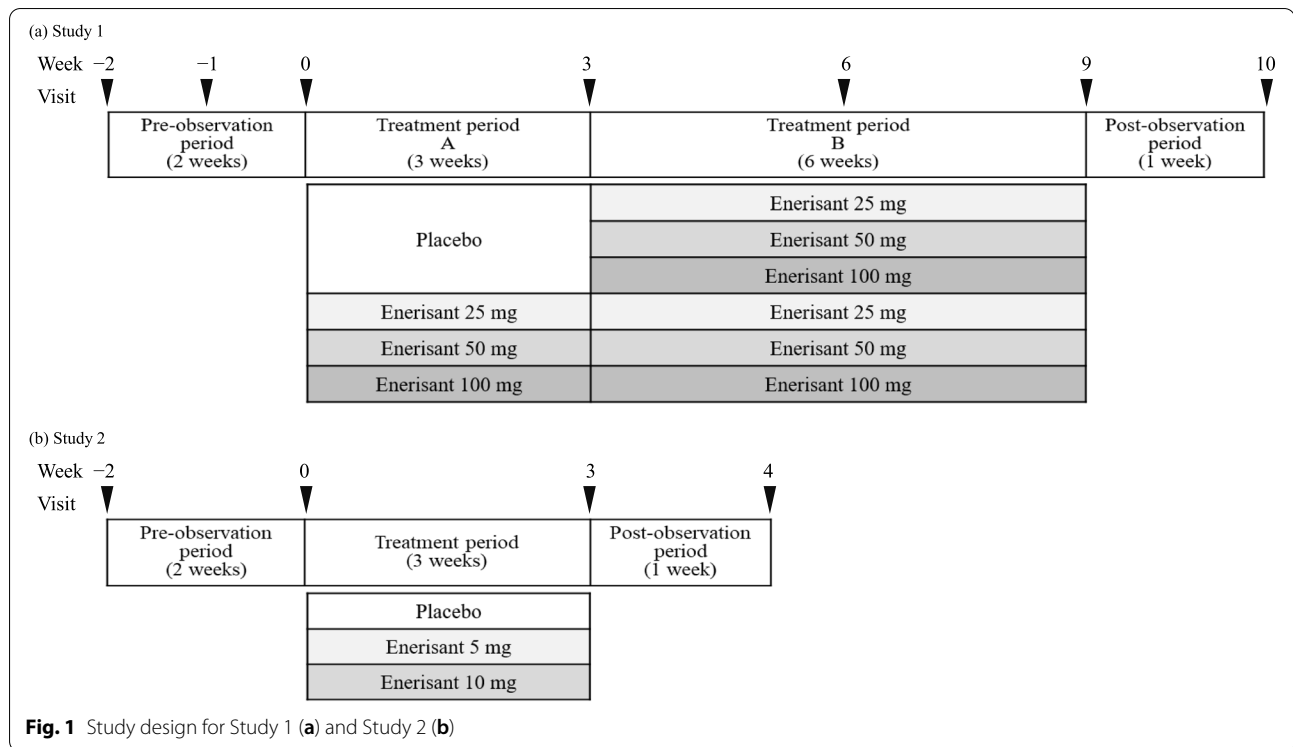 (a) Study 1
Week −2 −1 0 3 6 9 10
Visit
Pre-observation period (2 weeks)
Treatment period A (3 weeks)
Treatment period B (6 weeks)
Post-observation period (1 week)
Placebo
Enerisant 25 mg
Enerisant 50 mg
Enerisant 100 mg
Enerisant 25 mg Enerisant 25 mg
Enerisant 50 mg Enerisant 50 mg
Enerisant 100 mg Enerisant 100 mg
(b) Study 2
Week −2 0 3 4
Visit
Pre-observation period (2 weeks)
Treatment period (3 weeks)
Post-observation period (1 week)
Placebo
Enerisant 5 mg
Enerisant 10 mg
Fig. 1 Study design for Study 1 (a) and Study 2 (b)